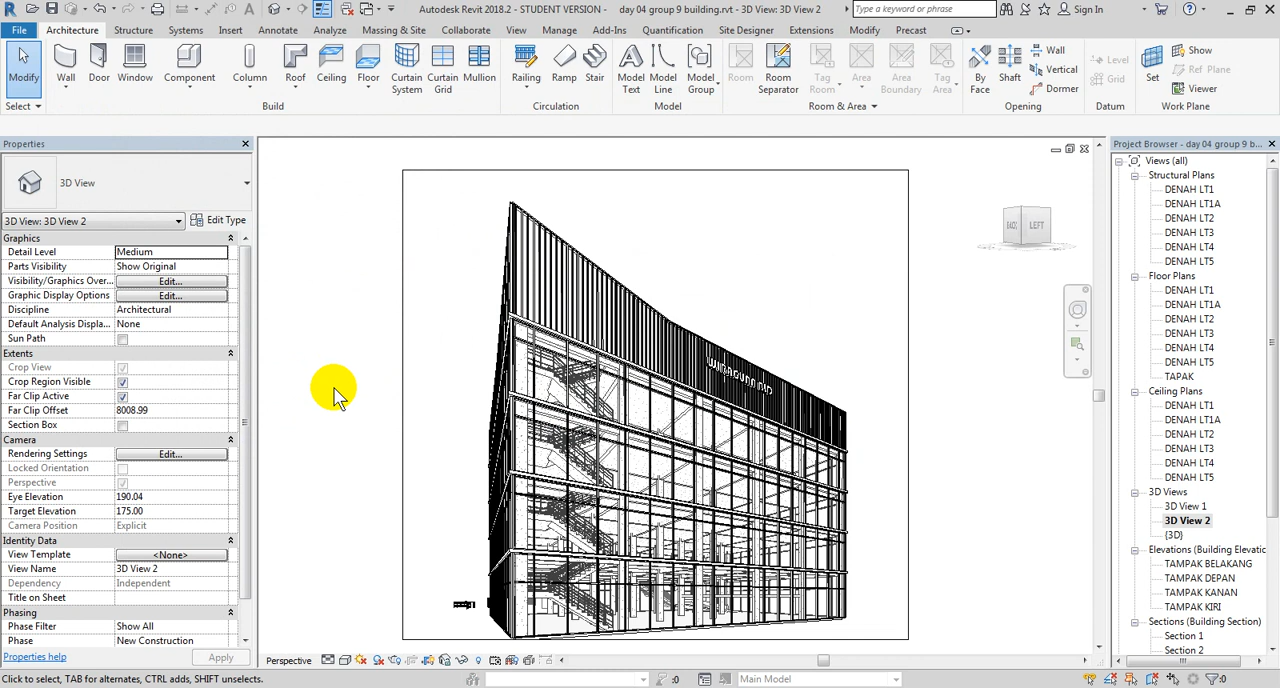 Autodesk Revit 2018.2 - STUDENT VERSION - day 04 group 9 building.rvt - 3D View: 3D View 2
Type a keyword or phrase
Sign In
File Architecture Structure Systems Insert Annotate Analyze Massing & Site Collaborate View Manage Add-Ins Quantification Site Designer Extensions Modify Precast
Modify
Wall Door Window Component Column Roof Ceiling Floor Curtain System Curtain Grid Mullion
Railing Ramp Stair
Model Text Model Line Model Group
Room Room Separator Tag Room Area Area Boundary Tag Area
By Face Shaft Wall Vertical Dormer
Level Grid
Set Show Ref Plane Viewer
Select Build Circulation Model Room & Area Opening Datum Work Plane
Properties
3D View
3D View: 3D View 2 Edit Type
Graphics
Detail Level Medium
Parts Visibility Show Original
Visibility/Graphics Over... Edit...
Graphic Display Options Edit...
Discipline Architectural
Default Analysis Displa... None
Sun Path
Extents
Crop View
Crop Region Visible
Far Clip Active
Far Clip Offset 8008.99
Section Box
Camera
Rendering Settings Edit...
Locked Orientation
Perspective
Eye Elevation 190.04
Target Elevation 175.00
Camera Position Explicit
Identity Data
View Template <None>
View Name 3D View 2
Dependency Independent
Title on Sheet
Phasing
Phase Filter Show All
Phase New Construction
Properties help Apply
BACK LEFT
Perspective
Project Browser - day 04 group 9 b...
Views (all)
Structural Plans
DENAH LT1
DENAH LT1A
DENAH LT2
DENAH LT3
DENAH LT4
DENAH LT5
Floor Plans
DENAH LT1
DENAH LT1A
DENAH LT2
DENAH LT3
DENAH LT4
DENAH LT5
TAPAK
Ceiling Plans
DENAH LT1
DENAH LT1A
DENAH LT2
DENAH LT3
DENAH LT4
DENAH LT5
3D Views
3D View 1
3D View 2
{3D}
Elevations (Building Elevatio
TAMPAK BELAKANG
TAMPAK DEPAN
TAMPAK KANAN
TAMPAK KIRI
Sections (Building Section)
Section 1
Section 2
Click to select, TAB for alternates, CTRL adds, SHIFT unselects.
:0
Main Model
:0